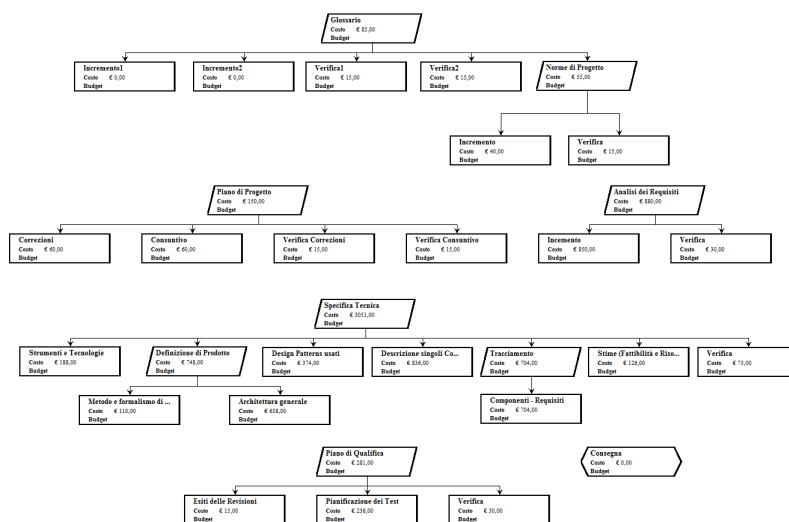 Glossario
Costo € 85,00
Budget
Incremento1
Costo € 0,00
Budget
Incremento2
Costo € 0,00
Budget
Verifica1
Costo € 15,00
Budget
Verifica2
Costo € 15,00
Budget
Norme di Progetto
Costo € 55,00
Budget
Incremento
Costo € 40,00
Budget
Verifica
Costo € 15,00
Budget
Piano di Progetto
Costo € 150,00
Budget
Analisi dei Requisiti
Costo € 880,00
Budget
Correzioni
Costo € 60,00
Budget
Consuntivo
Costo € 60,00
Budget
Verifica Correzioni
Costo € 15,00
Budget
Verifica Consuntivo
Costo € 15,00
Budget
Incemento
Costo € 850,00
Budget
Verifica
Costo € 30,00
Budget
Specifica Tecnica
Costo € 3051,00
Budget
Strumenti e Tecnologie
Costo € 188,00
Budget
Definizione di Prodotto
Costo € 748,00
Budget
Design Patterns usati
Costo € 374,00
Budget
Descrizione singoli Co...
Costo € 836,00
Budget
Tracciamento
Costo € 704,00
Budget
Stime (Fattibilità e Riso...
Costo € 126,00
Budget
Verifica
Costo € 75,00
Budget
Metodo e formalismo di ...
Costo € 110,00
Budget
Architettura generale
Costo € 638,00
Budget
Componenti - Requisiti
Costo € 704,00
Budget
Piano di Qualifica
Costo € 281,00
Budget
Consegna
Costo € 0,00
Budget
Esiti delle Revisioni
Costo € 15,00
Budget
Pianificazione dei Test
Costo € 236,00
Budget
Verifica
Costo € 30,00
Budget